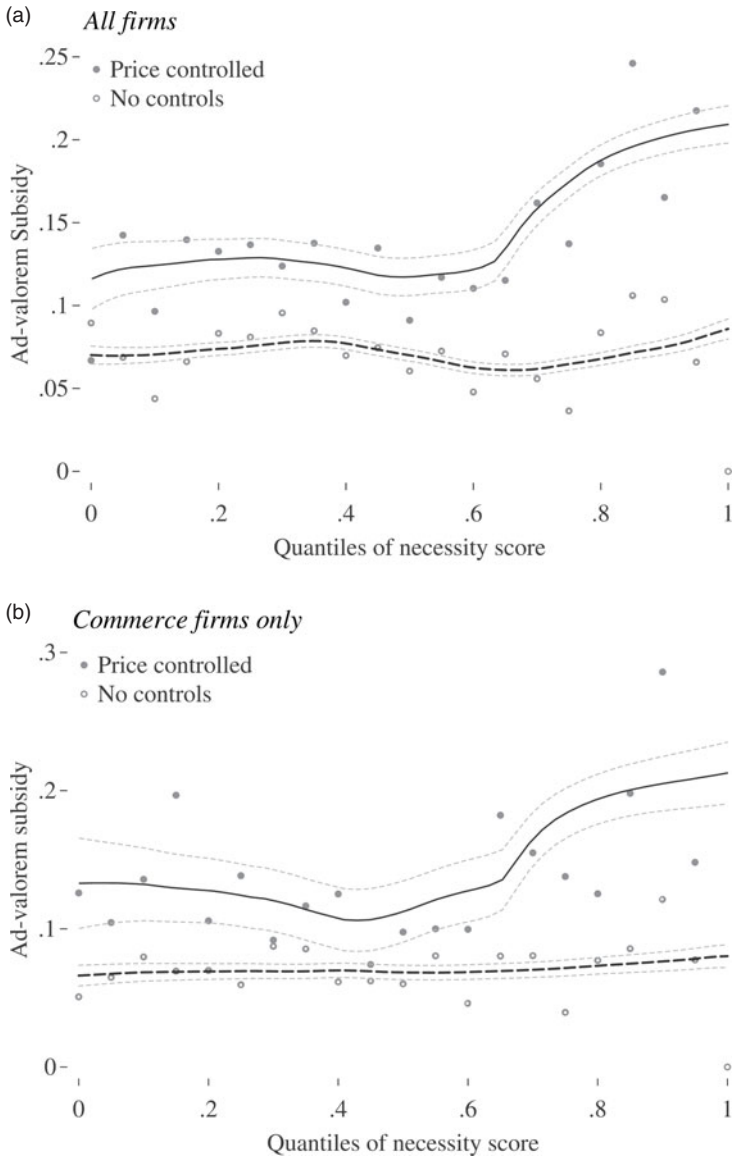 (a) All firms
.25
Price controlled
No controls
.2
.15
.1
.05
0
Ad-valorem Subsidy
0 .2 .4 .6 .8 1
Quantiles of necessity score
(b) Commerce firms only
.3
Price controlled
No controls
.2
.1
0
Ad-valorem subsidy
0 .2 .4 .6 .8 1
Quantiles of necessity score